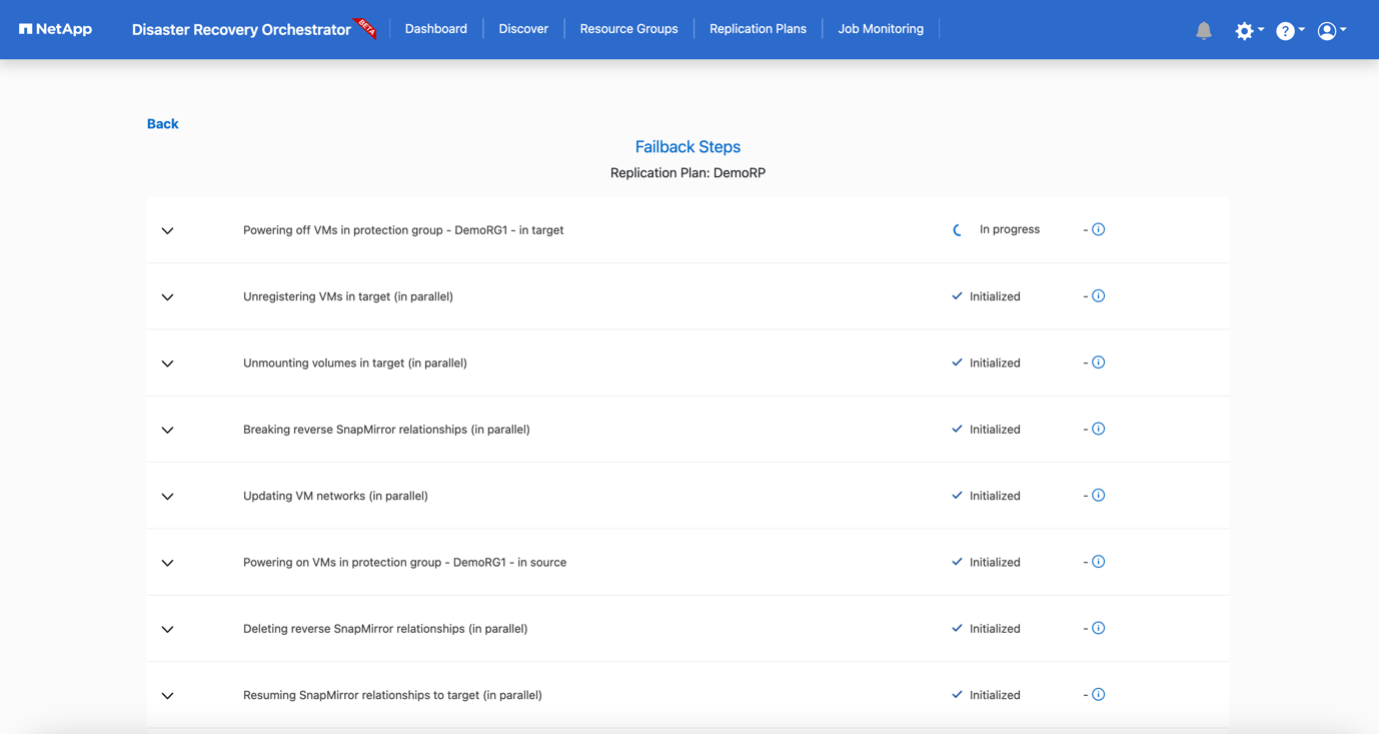 NetApp Disaster Recovery Orchestrator BETA Dashboard Discover Resource Groups Replication Plans Job Monitoring ?
Back
Failback Steps
Replication Plan: DemoRP
Powering off VMs in protection group - DemoRG1 - in target In progress - i
Unregistering VMs in target (in parallel) Initialized - i
Unmounting volumes in target (in parallel) Initialized - i
Breaking reverse SnapMirror relationships (in parallel) Initialized - i
Updating VM networks (in parallel) Initialized - i
Powering on VMs in protection group - DemoRG1 - in source Initialized - i
Deleting reverse SnapMirror relationships (in parallel) Initialized - i
Resuming SnapMirror relationships to target (in parallel) Initialized - i